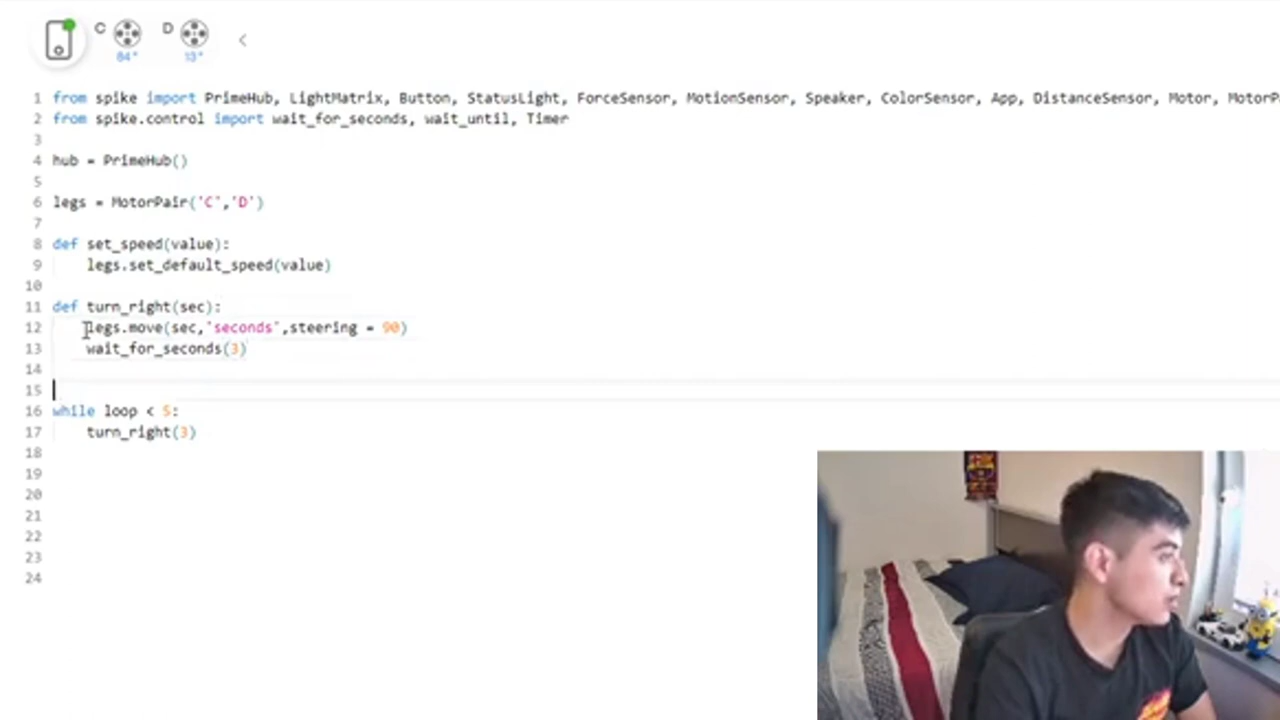 C D
84° 13°
1 from spike import PrimeHub, LightMatrix, Button, StatusLight, ForceSensor, MotionSensor, Speaker, ColorSensor, App, DistanceSensor, Motor, MotorP
2 from spike.control import wait_for_seconds, wait_until, Timer
3
4 hub = PrimeHub()
5
6 legs = MotorPair('C','D')
7
8 def set_speed(value):
9 legs.set_default_speed(value)
10
11 def turn_right(sec):
12 legs.move(sec,'seconds',steering = 90)
13 wait_for_seconds(3)
14
15
16 while loop < 5:
17 turn_right(3)
18
19
20
21
22
23
24